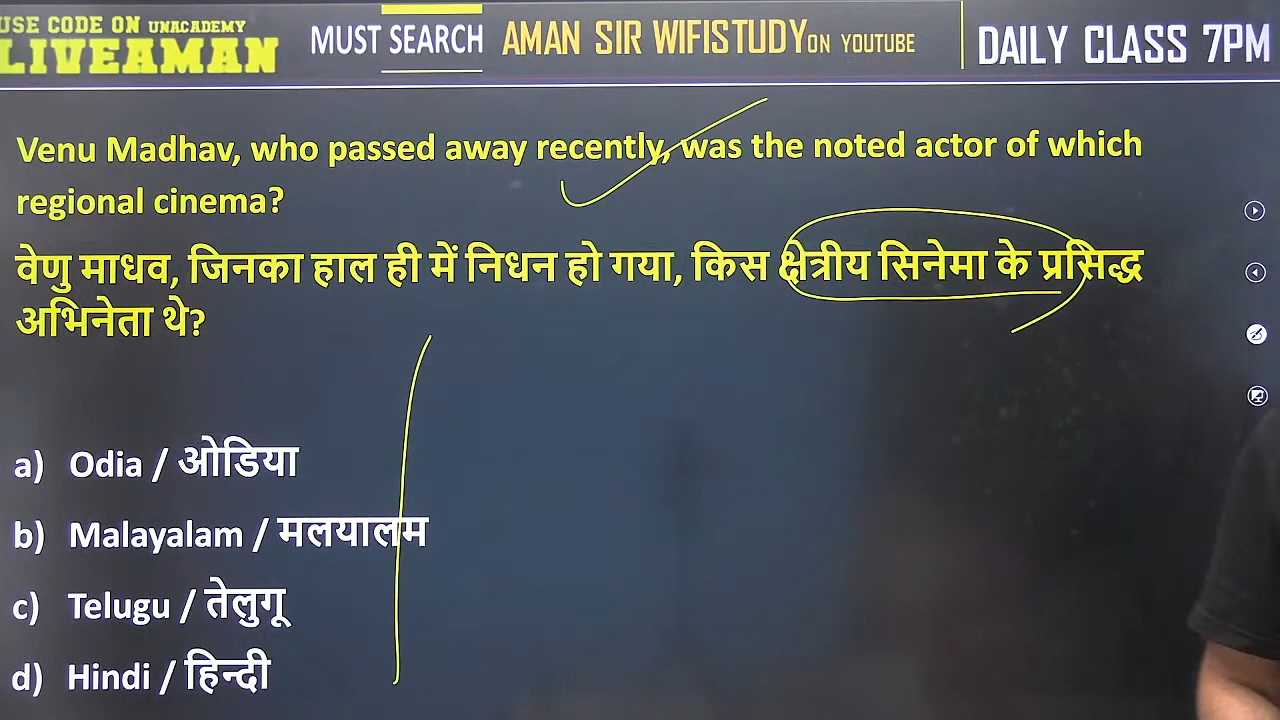 USE CODE ON UNACADEMY
LIVEAMAN
MUST SEARCH
AMAN SIR WIFISTUDY ON YOUTUBE
DAILY CLASS 7PM
Venu Madhav, who passed away recently, was the noted actor of which
regional cinema?
वेणु माधव, जिनका हाल ही में निधन हो गया, किस क्षेत्रीय सिनेमा के प्रसिद्ध
अभिनेता थे?
a) Odia / ओडिया
b) Malayalam / मलयालम
c) Telugu / तेलुगू
d) Hindi / हिन्दी